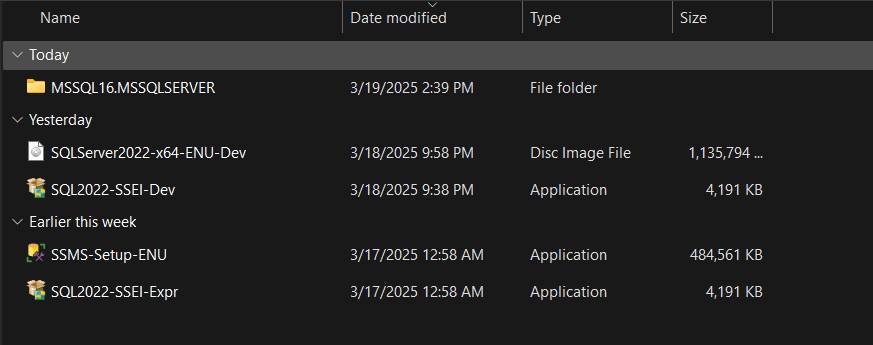 Name Date modified Type Size
Today
MSSQL16.MSSQLSERVER 3/19/2025 2:39 PM File folder
Yesterday
SQLServer2022-x64-ENU-Dev 3/18/2025 9:58 PM Disc Image File 1,135,794 ...
SQL2022-SSEI-Dev 3/18/2025 9:38 PM Application 4,191 KB
Earlier this week
SSMS-Setup-ENU 3/17/2025 12:58 AM Application 484,561 KB
SQL2022-SSEI-Expr 3/17/2025 12:58 AM Application 4,191 KB